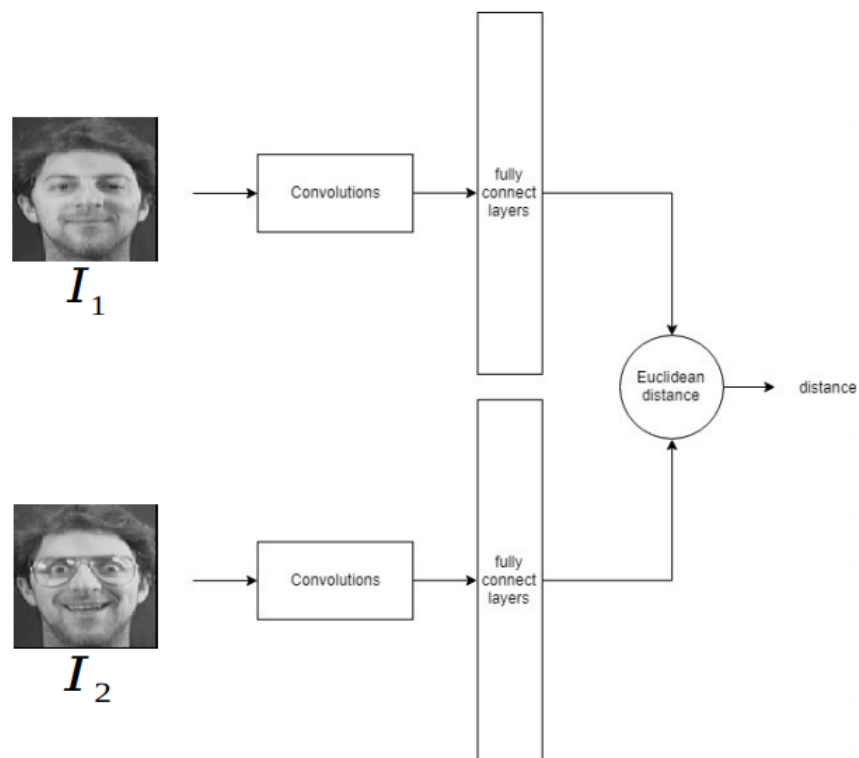 Convolutions
fully
connect
layers
I₁
Euclidean
distance
distance
Convolutions
fully
connect
layers
I₂